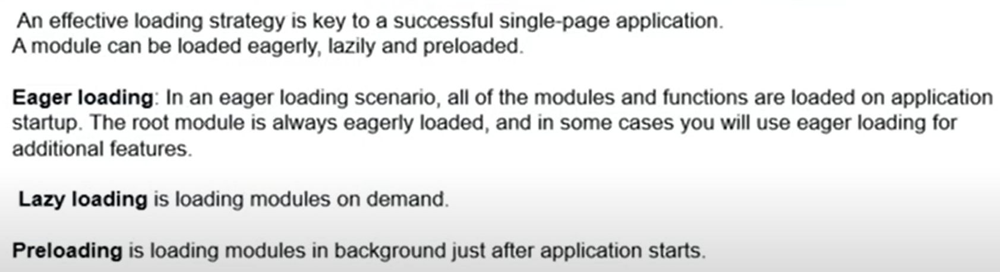 An effective loading strategy is key to a successful single-page application.
A module can be loaded eagerly, lazily and preloaded.
Eager loading: In an eager loading scenario, all of the modules and functions are loaded on application
startup. The root module is always eagerly loaded, and in some cases you will use eager loading for
additional features.
Lazy loading is loading modules on demand.
Preloading is loading modules in background just after application starts.